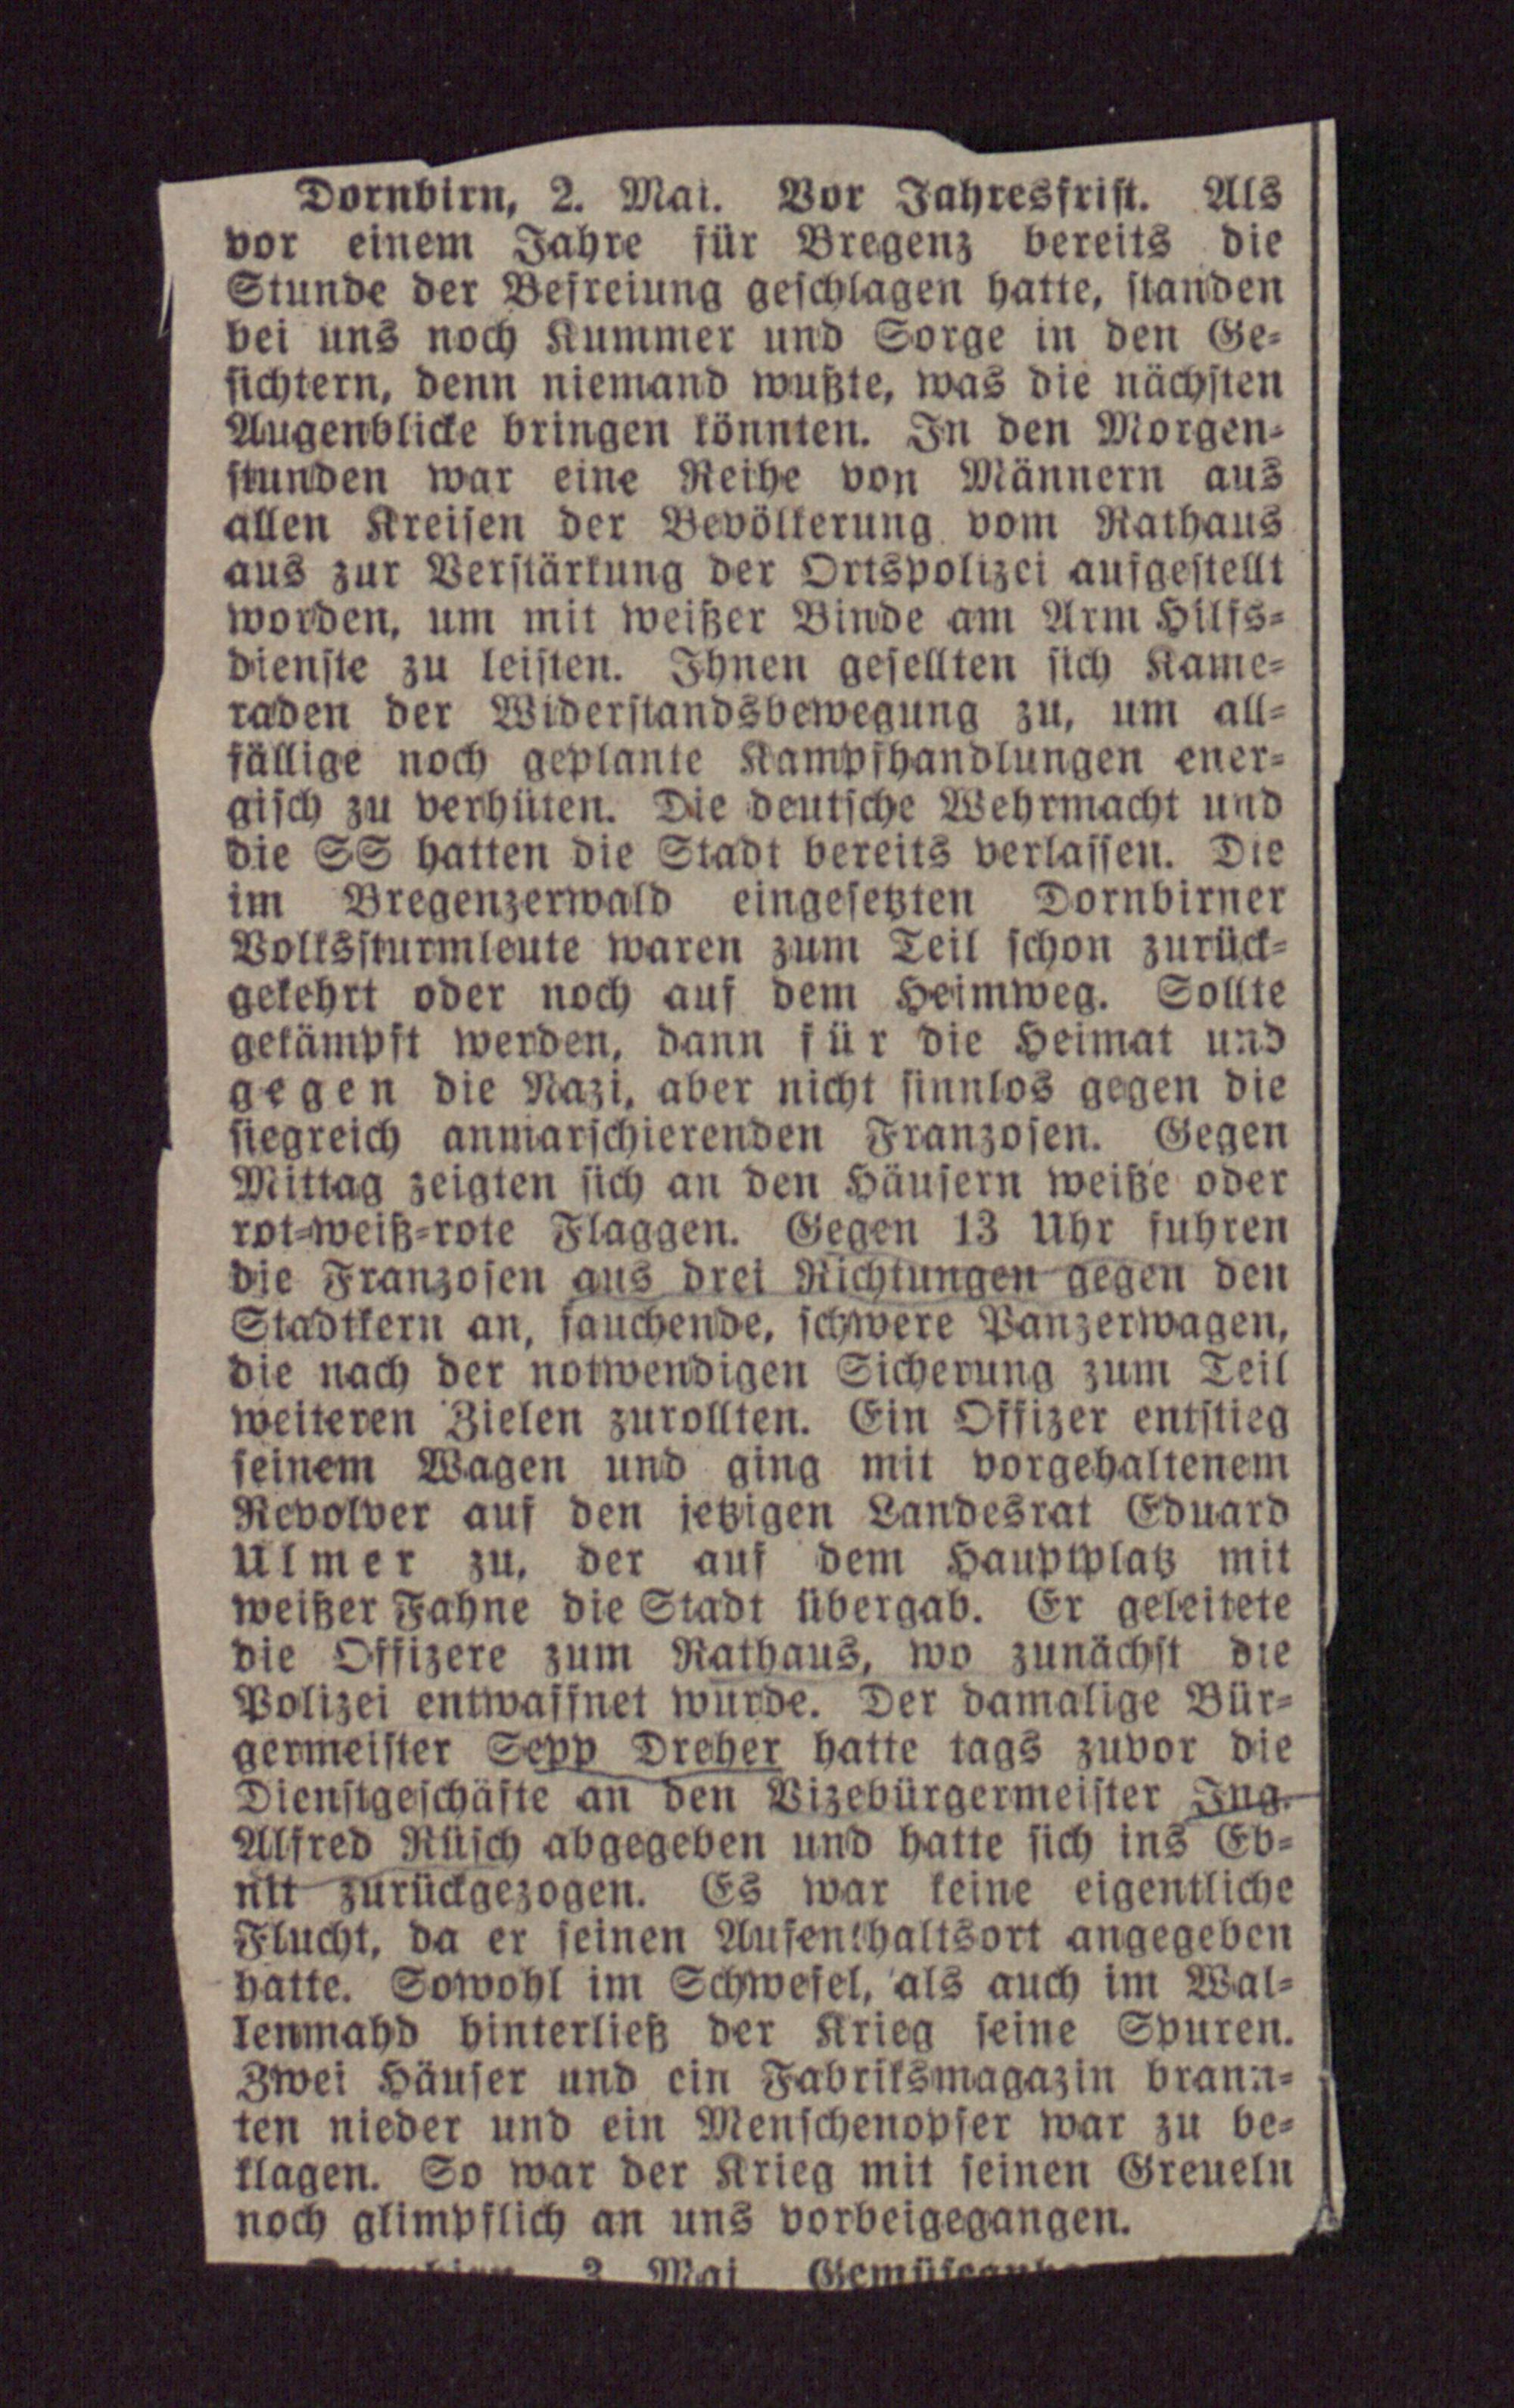 Dornbirn, 2. Mai. Vor Jahresfrist. Als
vor einem Jahre für Bregenz bereits die
Stunde der Befreiung geschlagen hatte, standen
bei uns noch Kummer und Sorge in den Ge-
sichtern, denn niemand wußte, was die nächsten
Augenblicke bringen könnten. In den Morgen-
stunden war eine Reihe von Männern aus
allen Kreisen der Bevölkerung vom Rathaus
aus zur Verstärkung der Ortspolizei aufgestellt
worden, um mit weißer Binde am Arm Hilfs-
dienste zu leisten. Ihnen gesellten sich Kame-
raden der Widerstandsbewegung zu, um all-
fällige noch geplante Kampfhandlungen ener-
gisch zu verhüten. Die deutsche Wehrmacht und
die SS hatten die Stadt bereits verlassen. Die
im Bregenzerwald eingesetzten Dornbirner
Volkssturmleute waren zum Teil schon zurück-
gekehrt oder noch auf dem Heimweg. Sollte
gekämpft werden, dann für die Heimat und
gegen die Nazi, aber nicht sinnlos gegen die
siegreich anmarschierenden Franzosen. Gegen
Mittag zeigten sich an den Häusern weiße oder
rot-weiß-rote Flaggen. Gegen 13 Uhr fuhren
die Franzosen aus drei Richtungen gegen den
Stadtkern an, fauchende, schwere Panzerwagen,
die nach der notwendigen Sicherung zum Teil
weiteren Zielen zurollten. Ein Offizer entstieg
seinem Wagen und ging mit vorgehaltenem
Revolver auf den jetzigen Landesrat Eduard
Ulmer zu, der auf dem Hauptplatz mit
weißer Fahne die Stadt übergab. Er geleitete
die Offizere zum Rathaus, wo zunächst die
Polizei entwaffnet wurde. Der damalige Bür-
germeister Sepp Dreher hatte tags zuvor die
Dienstgeschäfte an den Vizebürgermeister Ing.
Alfred Rüsch abgegeben und hatte sich ins Eb-
nit zurückgezogen. Es war keine eigentliche
Flucht, da er seinen Aufenthaltsort angegeben
hatte. Sowohl im Schwefel, als auch im Wal-
lenmahd hinterließ der Krieg seine Spuren.
Zwei Häuser und ein Fabriksmagazin brann-
ten nieder und ein Menschenopfer war zu be-
klagen. So war der Krieg mit seinen Greueln
noch glimpflich an uns vorbeigegangen.
3. Mai